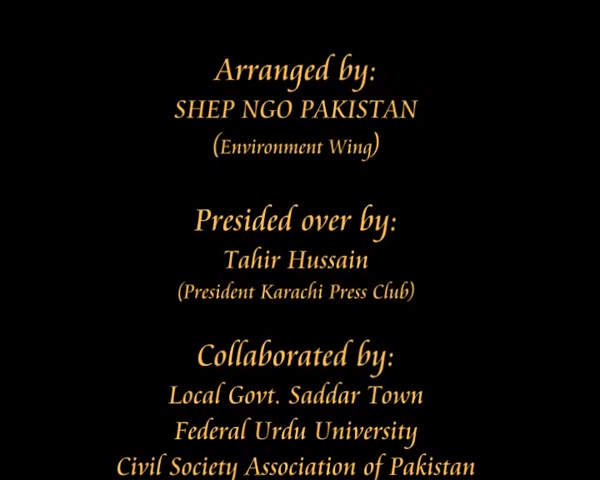 Arranged by:
SHEP NGO PAKISTAN
(Environment Wing)
Presided over by:
Tahir Hussain
(President Karachi Press Club)
Collaborated by:
Local Govt. Saddar Town
Federal Urdu University
Civil Society Association of Pakistan